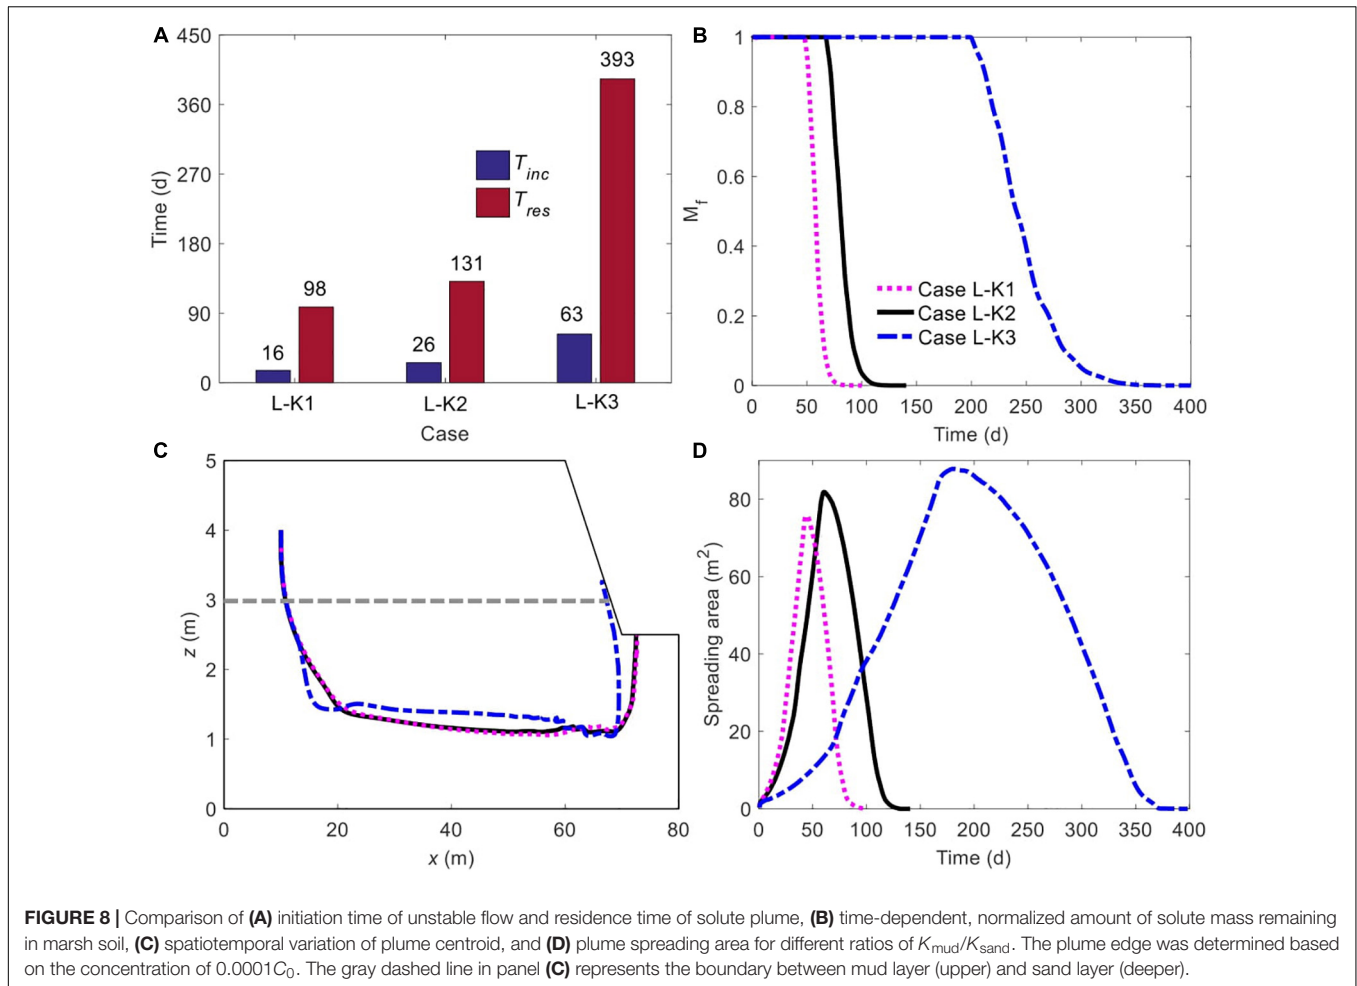 A
450
360
270
180
90
0
Time (d)
16
98
26
131
63
393
T inc
T res
L-K1
L-K2
L-K3
Case
B
1
0.8
0.6
0.4
0.2
0
M f
Case L-K1
Case L-K2
Case L-K3
0 50 100 150 200 250 300 350 400
Time (d)
C
5
4
3
2
1
0
z (m)
0 20 40 60 80
x (m)
D
80
60
40
20
0
Spreading area (m²)
0 50 100 150 200 250 300 350 400
Time (d)
FIGURE 8 | Comparison of (A) initiation time of unstable flow and residence time of solute plume, (B) time-dependent, normalized amount of solute mass remaining
in marsh soil, (C) spatiotemporal variation of plume centroid, and (D) plume spreading area for different ratios of Kmud/Ksand. The plume edge was determined based
on the concentration of 0.0001C0. The gray dashed line in panel (C) represents the boundary between mud layer (upper) and sand layer (deeper).